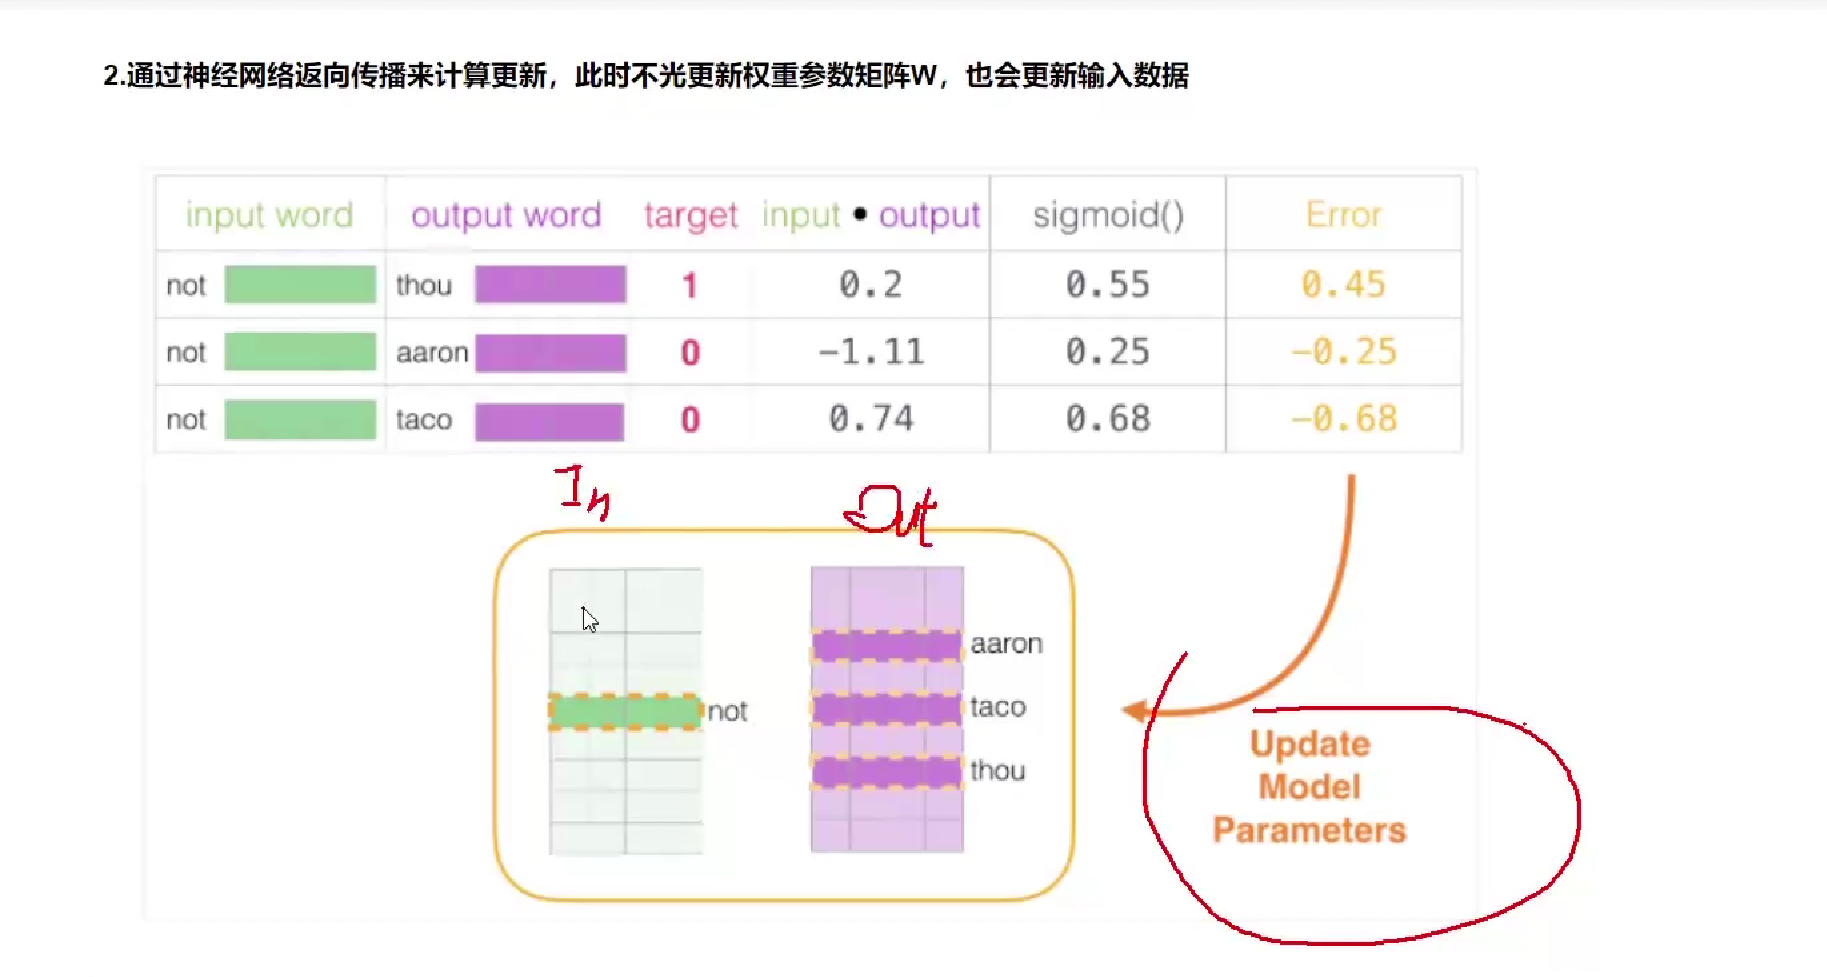 2.通过神经网络返向传播来计算更新，此时不光更新权重参数矩阵W，也会更新输入数据
input word output word target input • output sigmoid() Error
not thou 1 0.2 0.55 0.45
not aaron 0 -1.11 0.25 -0.25
not taco 0 0.74 0.68 -0.68
In Out
aaron
not taco
thou
Update
Model
Parameters